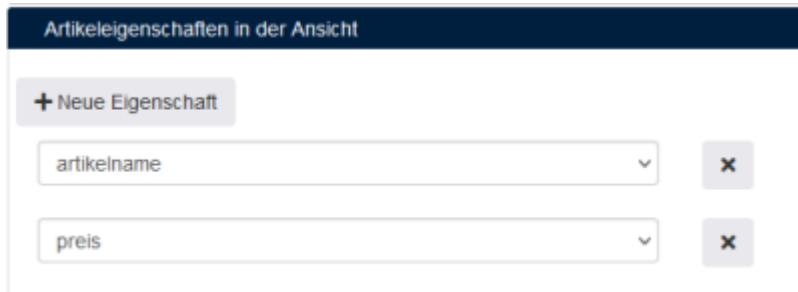 Artikeleigenschaften in der Ansicht
+ Neue Eigenschaft
artikelname
preis